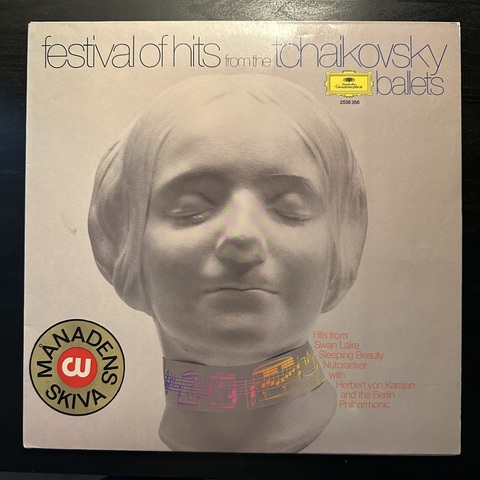 festival of hits from the tchaikovsky
ballets
Deutsche
Grammophon
2538 356
Hits from
Swan Lake
Sleeping Beauty
Nutcracker
with
Herbert von Karajan
and the Berlin
Philharmonic
MÅNADENS
SKIVA